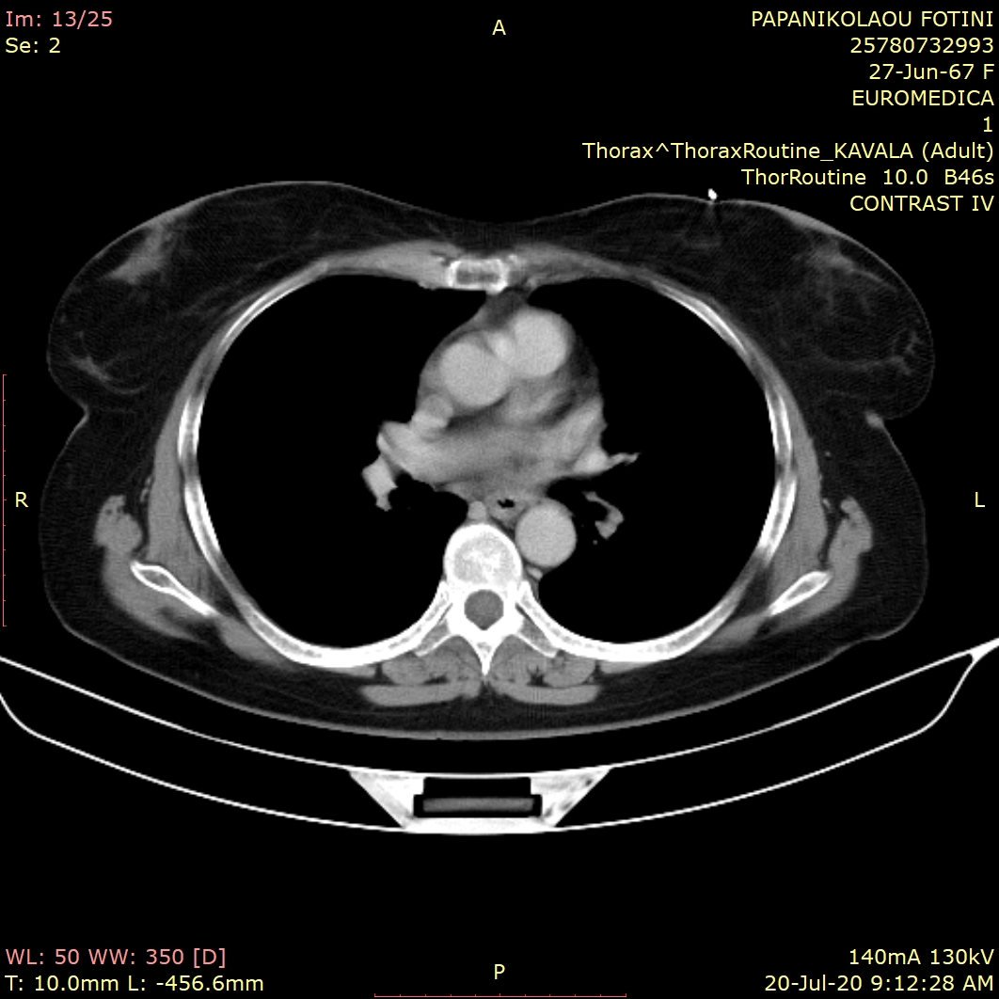 Im: 13/25
Se: 2
A
PAPANIKOLAOU FOTINI
25780732993
27-Jun-67 F
EUROMEDICA
1
Thorax^ThoraxRoutine_KAVALA (Adult)
ThorRoutine 10.0 B46s
CONTRAST IV
R
L
WL: 50 WW: 350 [D]
T: 10.0mm L: -456.6mm
P
140mA 130kV
20-Jul-20 9:12:28 AM